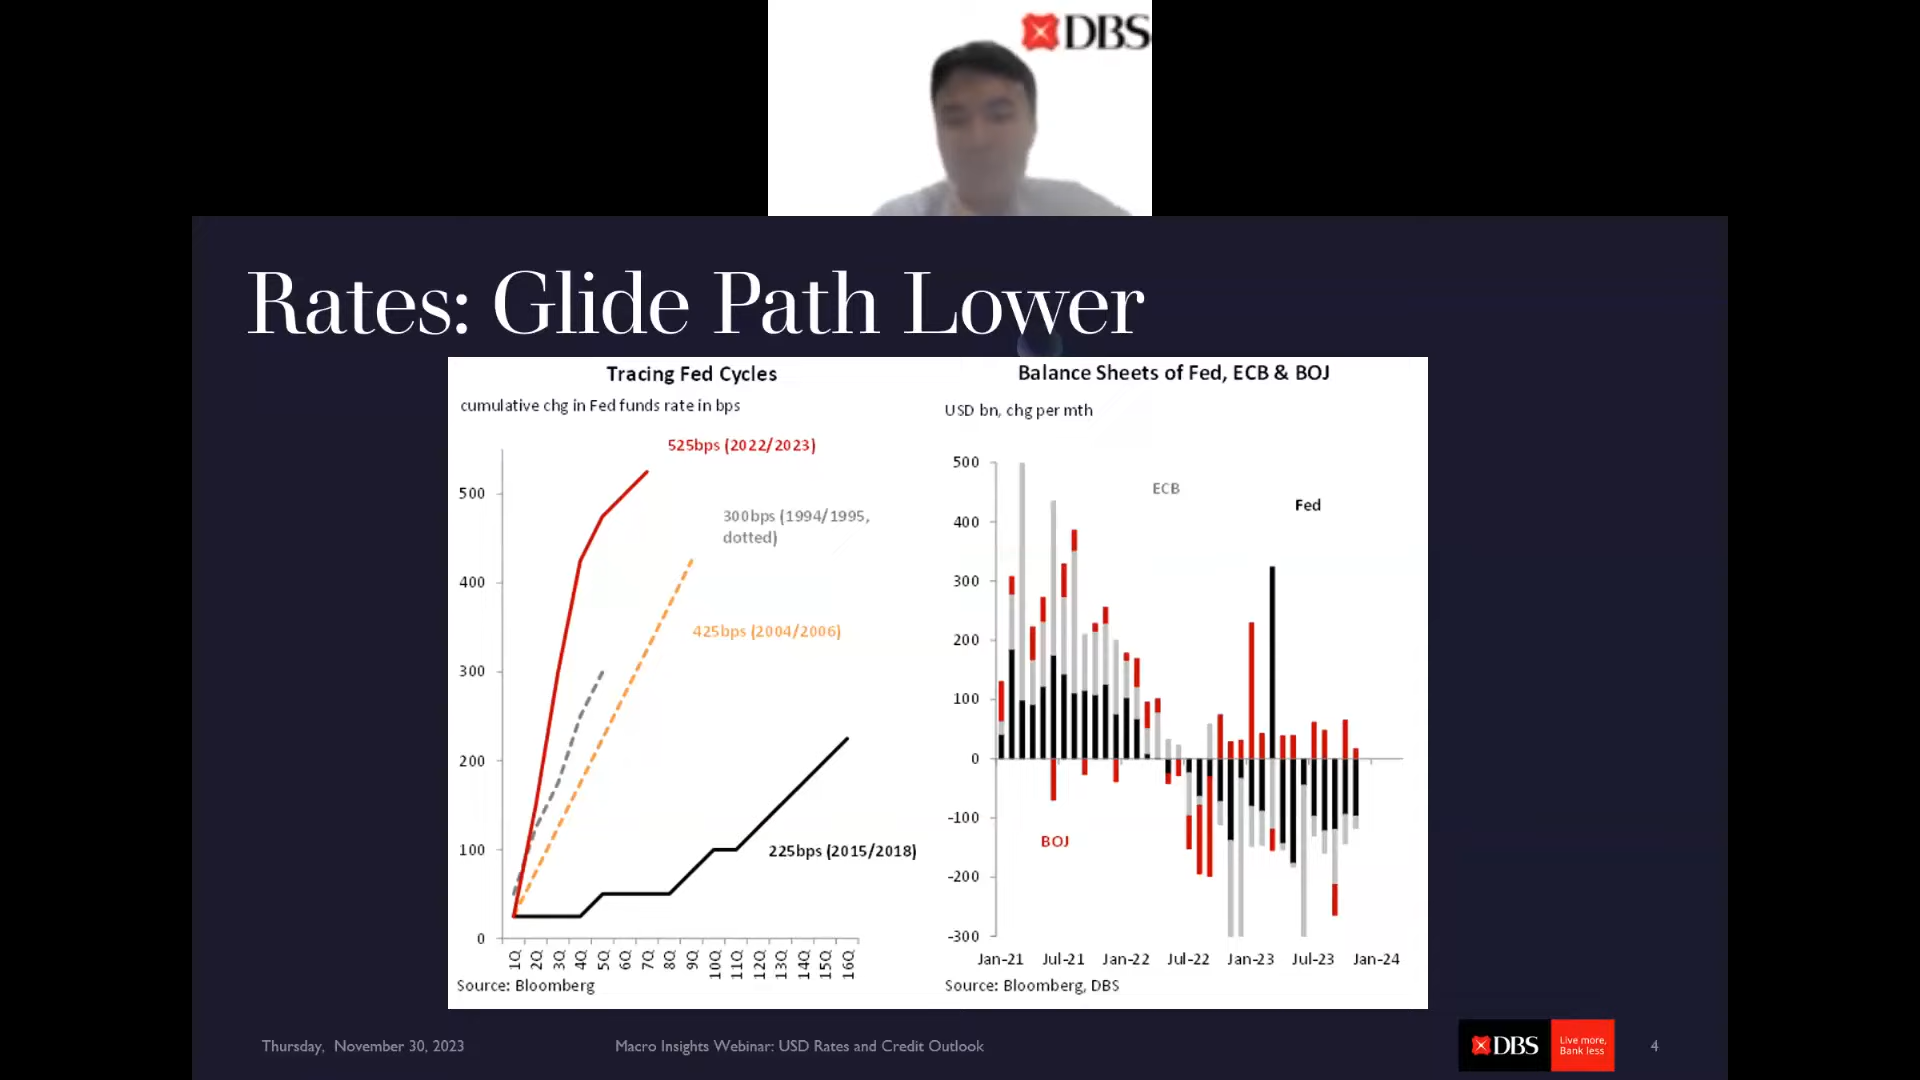 DBS
Rates: Glide Path Lower
Tracing Fed Cycles
cumulative chg in Fed funds rate in bps
525bps (2022/2023)
300bps (1994/1995,
dotted)
425bps (2004/2006)
225bps (2015/2018)
500
400
300
200
100
0
1Q 2Q 3Q 4Q 5Q 6Q 7Q 8Q 9Q 10Q 11Q 12Q 13Q 14Q 15Q 16Q
Source: Bloomberg
Balance Sheets of Fed, ECB & BOJ
USD bn, chg per mth
ECB
Fed
BOJ
500
400
300
200
100
0
-100
-200
-300
Jan-21 Jul-21 Jan-22 Jul-22 Jan-23 Jul-23 Jan-24
Source: Bloomberg, DBS
Thursday, November 30, 2023
Macro Insights Webinar: USD Rates and Credit Outlook
DBS
Live more,
Bank less
4